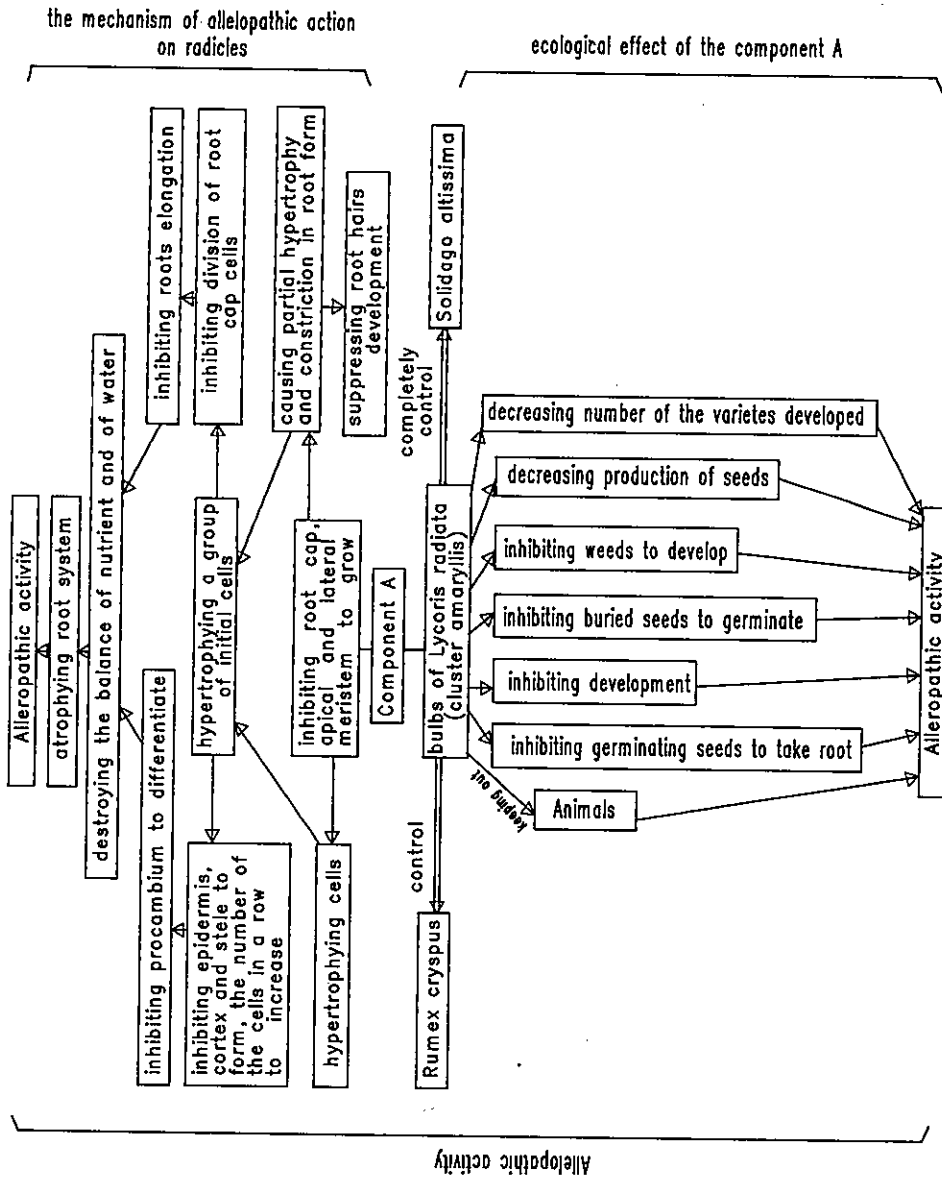 the mechanism of allelopathic action
on radicles
ecological effect of the component A
Alleropathic activity
atrophying root system
destroying the balance of nutrient and of water
inhibiting roots elongation
inhibiting division of root
cap cells
inhibiting procambium to differentiate
inhibiting epidermis,
cortex and stele to
form, the number of
the cells in a row
to increase
hypertrophying a group
of initial cells
causing partial hypertrophy
and constriction in root form
suppressing root hairs
development
hypertrophying cells
inhibiting root cap,
apical and lateral
meristem to grow
Component A
bulbs of Lycoris radiata
(cluster amaryllis)
completely
control
Solidago altissima
control
Rumex cryspus
decreasing number of the varietes developed
decreasing production of seeds
inhibiting weeds to develop
inhibiting buried seeds to germinate
inhibiting development
inhibiting germinating seeds to take root
keeping out
Animals
Alleropathic activity
Allelopathic activity